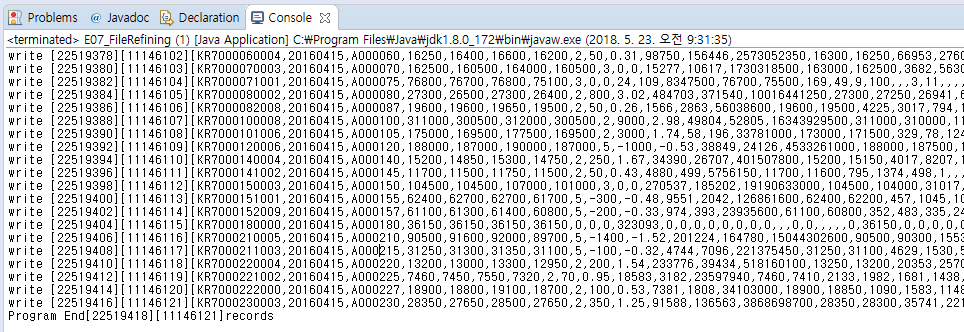 Problems @ Javadoc Declaration Console
<terminated> E07_FileRefining (1) [Java Application] C:₩Program Files₩Java₩jdk1.8.0_172₩bin₩javaw.exe (2018. 5. 23. 오전 9:31:35)
write [22519378][11146102][KR7000060004,20160415,A000060,16250,16400,16600,16200,2,50,0.31,98750,156446,2573052350,16300,16250,66953,2760
write [22519380][11146103][KR7000070003,20160415,A000070,162500,160500,164000,160500,3,0,0,15277,10617,1730318500,163000,162500,3682,5630
write [22519382][11146104][KR7000075002,20160415,A000075,76800,76700,76800,75100,3,0,0,24,109,8347500,76700,75500,169,49,9,100,,,3,11,,,,
write [22519384][11146105][KR7000080002,20160415,A000080,27300,26500,27300,26400,2,800,3.02,484703,371540,10016441250,27300,27250,26941,6
write [22519386][11146106][KR7000082008,20160415,A000087,19600,19600,19650,19500,2,50,0.26,1566,2863,56038600,19600,19500,4225,3017,794,1
write [22519388][11146107][KR7000100008,20160415,A000100,311000,300500,312000,300500,2,9000,2.98,49804,52805,16343929500,311000,310000,11
write [22519390][11146108][KR7000101006,20160415,A000105,175000,169500,177500,169500,2,3000,1.74,58,196,33781000,173000,171500,329,78,124
write [22519392][11146109][KR7000120006,20160415,A000120,188000,187000,190000,187000,5,-1000,-0.53,38849,24126,4533261000,188000,187500,1
write [22519394][11146110][KR7000140004,20160415,A000140,15200,14850,15300,14750,2,250,1.67,34390,26707,401507800,15200,15150,4017,8207,1
write [22519396][11146111][KR7000141002,20160415,A000145,11700,11500,11750,11500,2,50,0.43,4880,499,5756150,11700,11600,795,1374,498,1,,,
write [22519398][11146112][KR7000150003,20160415,A000150,104500,104500,107000,101000,3,0,0,270537,185202,19190633000,104500,104000,31017,
write [22519400][11146113][KR7000151001,20160415,A000155,62400,62700,62700,61700,5,-300,-0.48,9551,2042,126861600,62400,62200,457,1045,10
write [22519402][11146114][KR7000152009,20160415,A000157,61100,61300,61400,60800,5,-200,-0.33,974,393,23935600,61100,60800,352,483,335,24
write [22519404][11146115][KR7000180000,20160415,A000180,36150,36150,36150,36150,3,0,0,323093,0,0,0,0,0,0,0,0,,,0,0,,,,,0,36150,0,0,0,0,0
write [22519406][11146116][KR7000210005,20160415,A000210,90500,91600,92000,89700,5,-1400,-1.52,201224,164780,15044302600,90500,90300,1553
write [22519408][11146117][KR7000211003,20160415,A000215,31250,31300,31350,31100,5,-100,-0.32,4744,7096,221375450,31250,31100,4629,1530,5
write [22519410][11146118][KR7000220004,20160415,A000220,13200,13000,13300,12950,2,200,1.54,233776,39434,518160100,13250,13200,20353,2570
write [22519412][11146119][KR7000221002,20160415,A000225,7460,7450,7550,7320,2,70,0.95,18583,3182,23597940,7460,7410,2133,1982,1681,1438,
write [22519414][11146120][KR7000222000,20160415,A000227,18900,18800,19100,18700,2,100,0.53,7381,1808,34103000,18900,18850,1090,1583,1148
write [22519416][11146121][KR7000230003,20160415,A000230,28350,27650,28500,27650,2,350,1.25,91588,136563,3868698700,28350,28300,35741,221
Program End[22519418][11146121]records